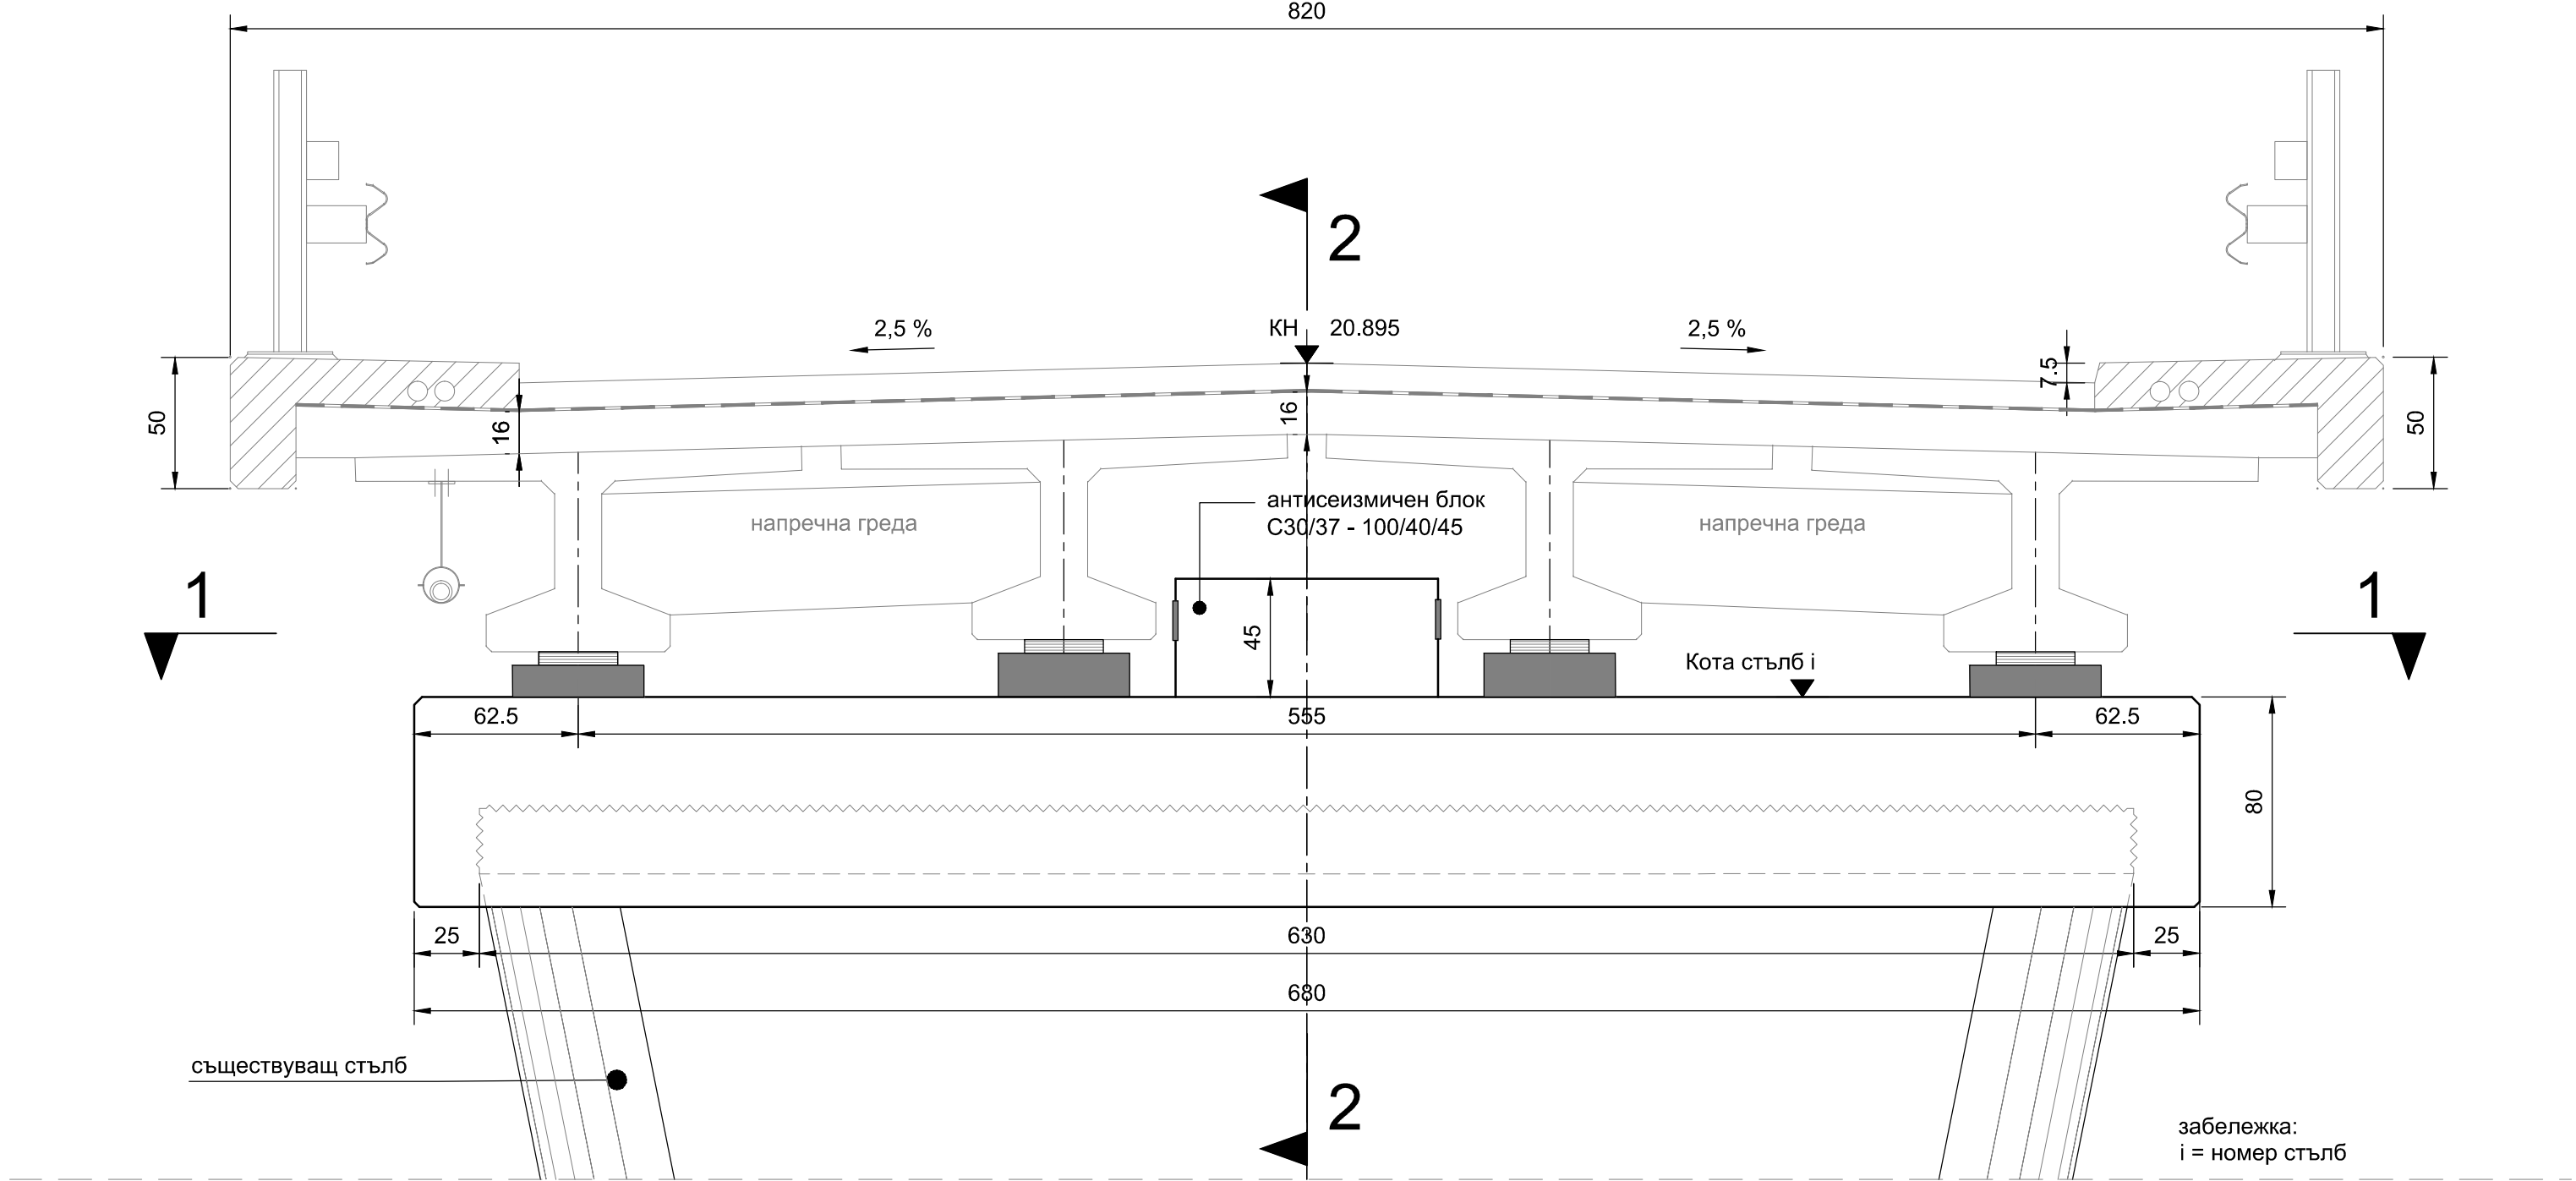 820
2
2,5 %
КН 20.895
2,5 %
7.5
50
16
16
50
антисеизмичен блок
С30/37 - 100/40/45
напречна греда
напречна греда
1
1
45
Кота стълб i
62.5
555
62.5
80
25
630
25
680
съществуващ стълб
2
забележка:
i = номер стълб